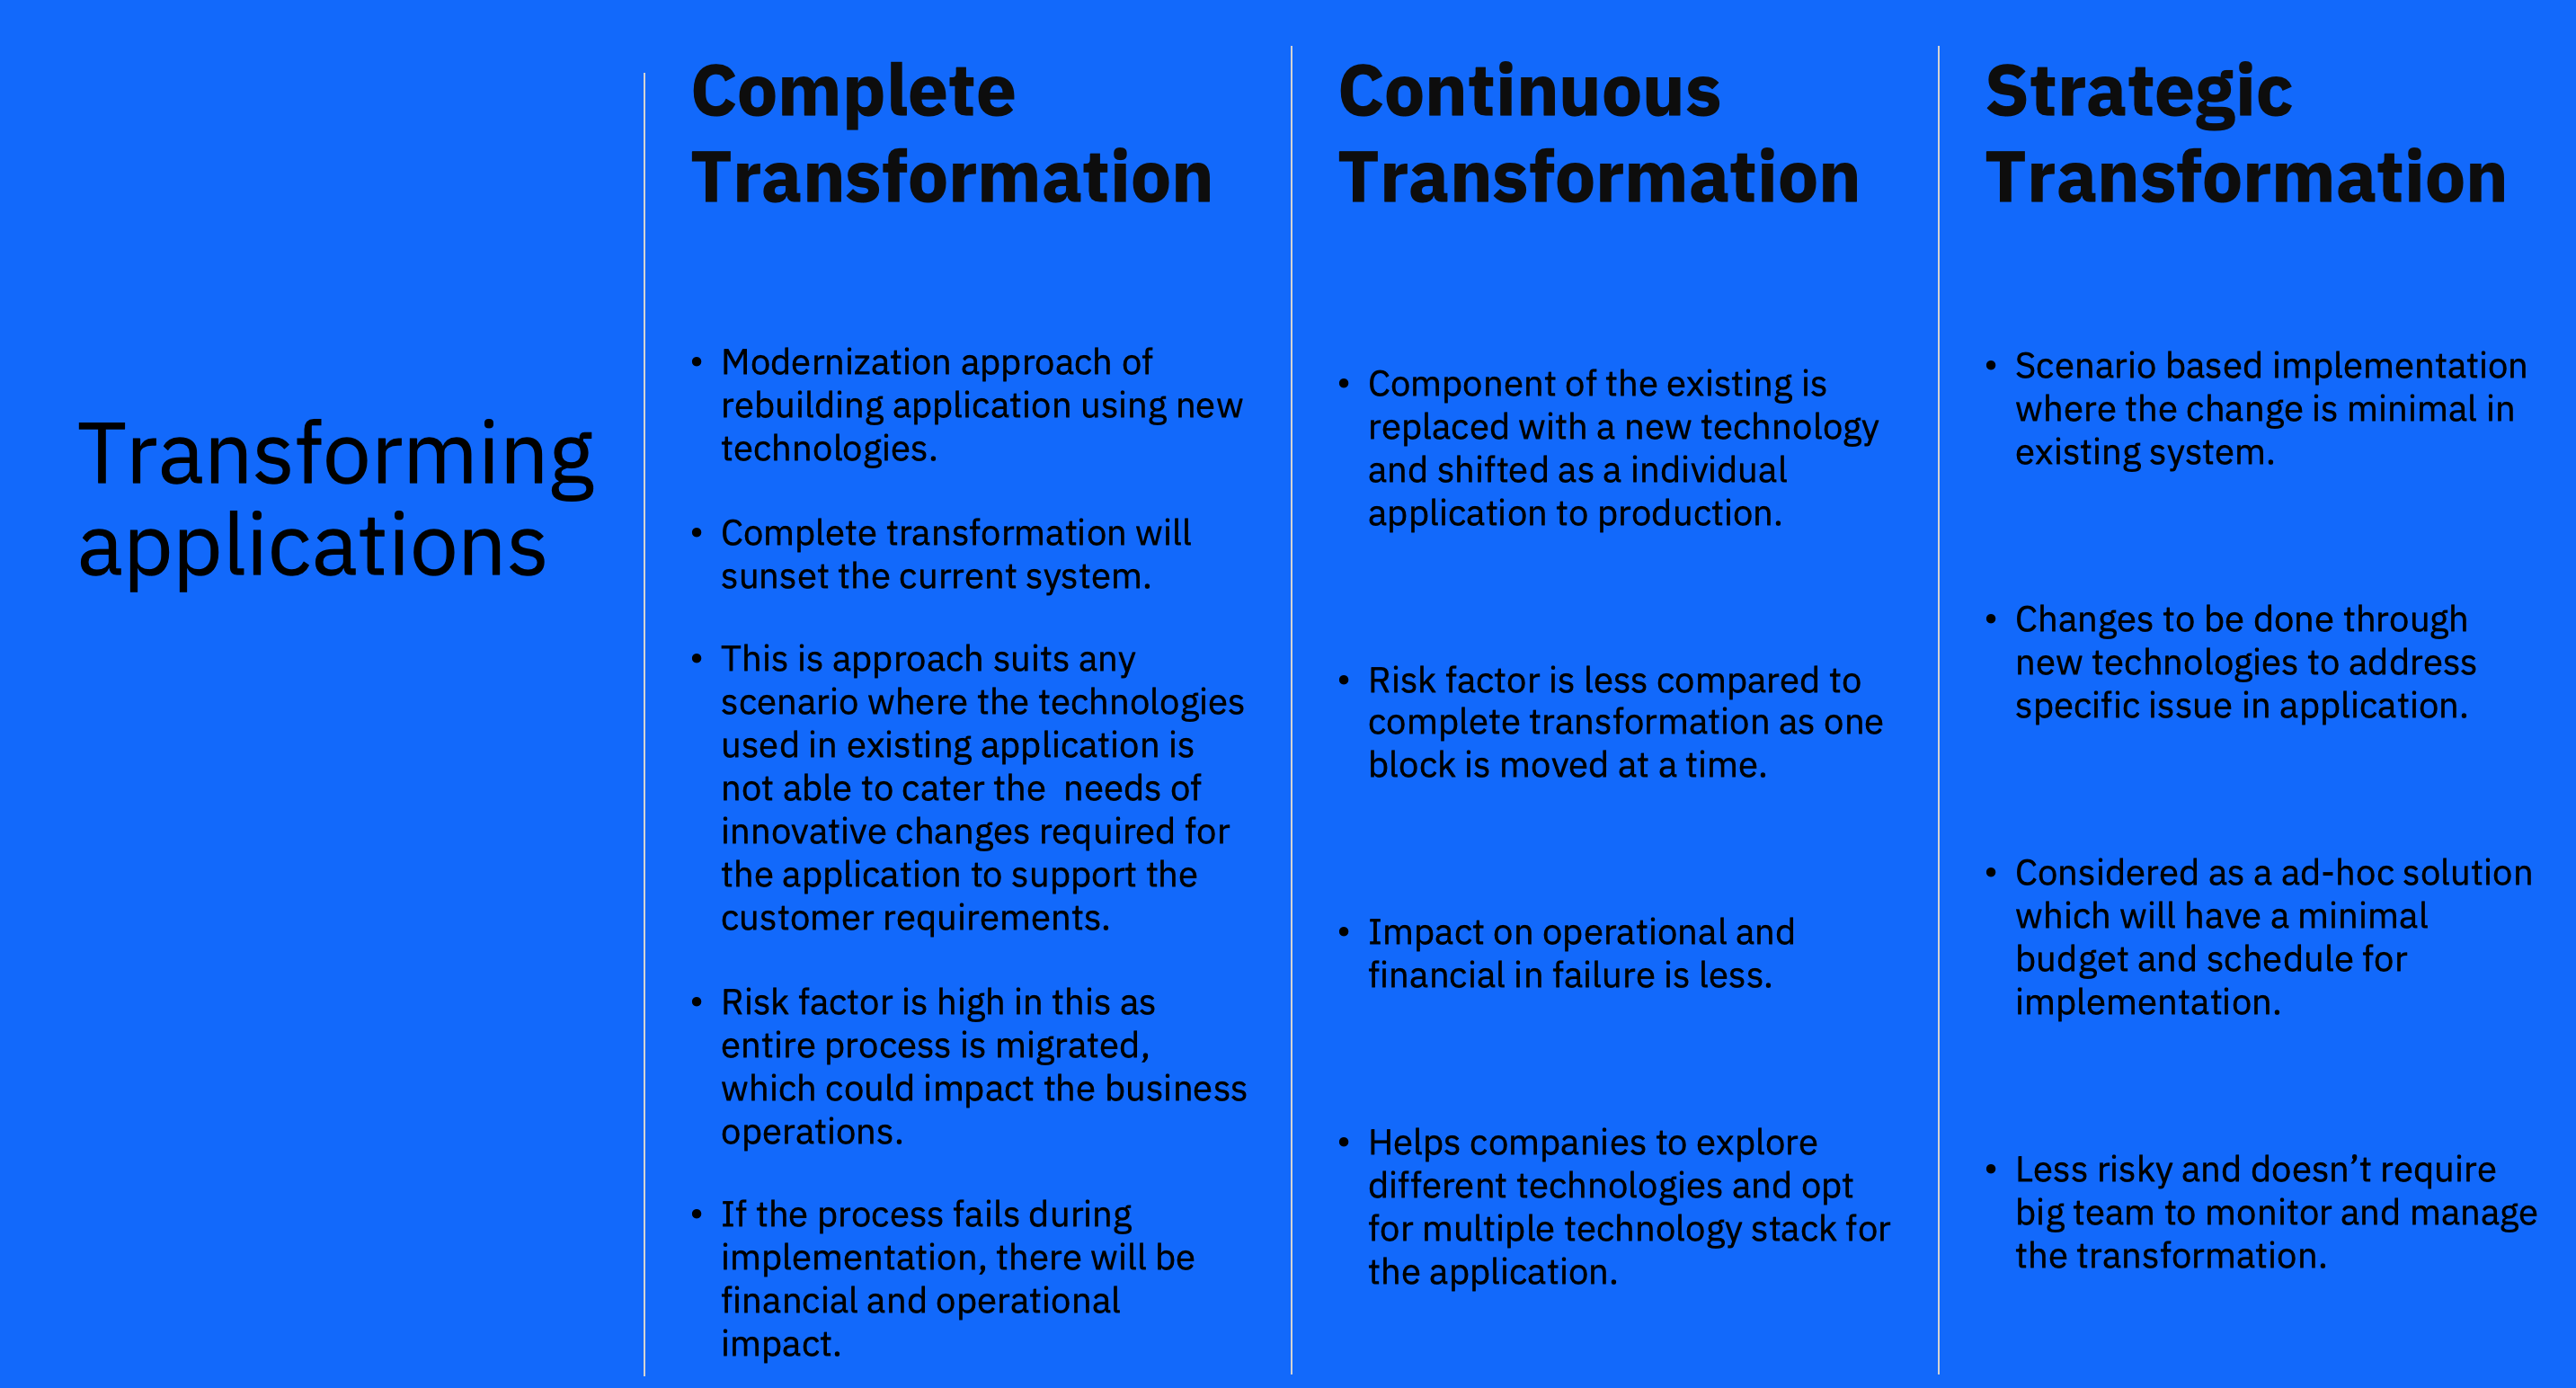 Transforming
applications
Complete
Transformation
• Modernization approach of
rebuilding application using new
technologies.
• Complete transformation will
sunset the current system.
• This is approach suits any
scenario where the technologies
used in existing application is
not able to cater the  needs of
innovative changes required for
the application to support the
customer requirements.
• Risk factor is high in this as
entire process is migrated,
which could impact the business
operations.
• If the process fails during
implementation, there will be
financial and operational
impact.
Continuous
Transformation
• Component of the existing is
replaced with a new technology
and shifted as a individual
application to production.
• Risk factor is less compared to
complete transformation as one
block is moved at a time.
• Impact on operational and
financial in failure is less.
• Helps companies to explore
different technologies and opt
for multiple technology stack for
the application.
Strategic
Transformation
• Scenario based implementation
where the change is minimal in
existing system.
• Changes to be done through
new technologies to address
specific issue in application.
• Considered as a ad-hoc solution
which will have a minimal
budget and schedule for
implementation.
• Less risky and doesn’t require
big team to monitor and manage
the transformation.